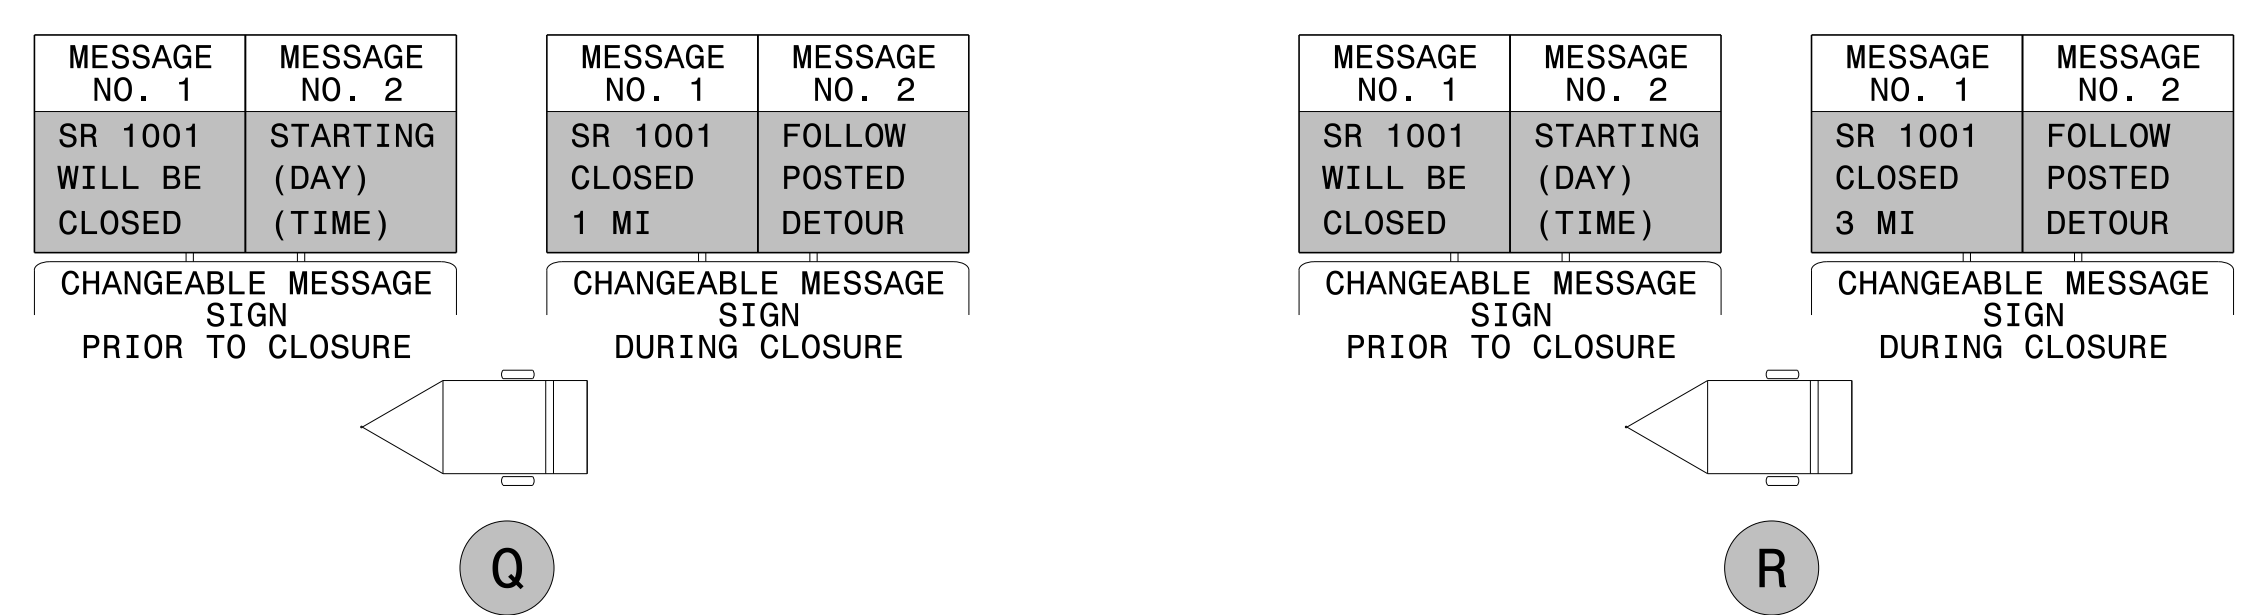 MESSAGE
NO. 1
MESSAGE
NO. 2
SR 1001
WILL BE
CLOSED
STARTING
(DAY)
(TIME)
CHANGEABLE MESSAGE
SIGN
PRIOR TO CLOSURE
MESSAGE
NO. 1
MESSAGE
NO. 2
SR 1001
CLOSED
1 MI
FOLLOW
POSTED
DETOUR
CHANGEABLE MESSAGE
SIGN
DURING CLOSURE
Q
MESSAGE
NO. 1
MESSAGE
NO. 2
SR 1001
WILL BE
CLOSED
STARTING
(DAY)
(TIME)
CHANGEABLE MESSAGE
SIGN
PRIOR TO CLOSURE
MESSAGE
NO. 1
MESSAGE
NO. 2
SR 1001
CLOSED
3 MI
FOLLOW
POSTED
DETOUR
CHANGEABLE MESSAGE
SIGN
DURING CLOSURE
R